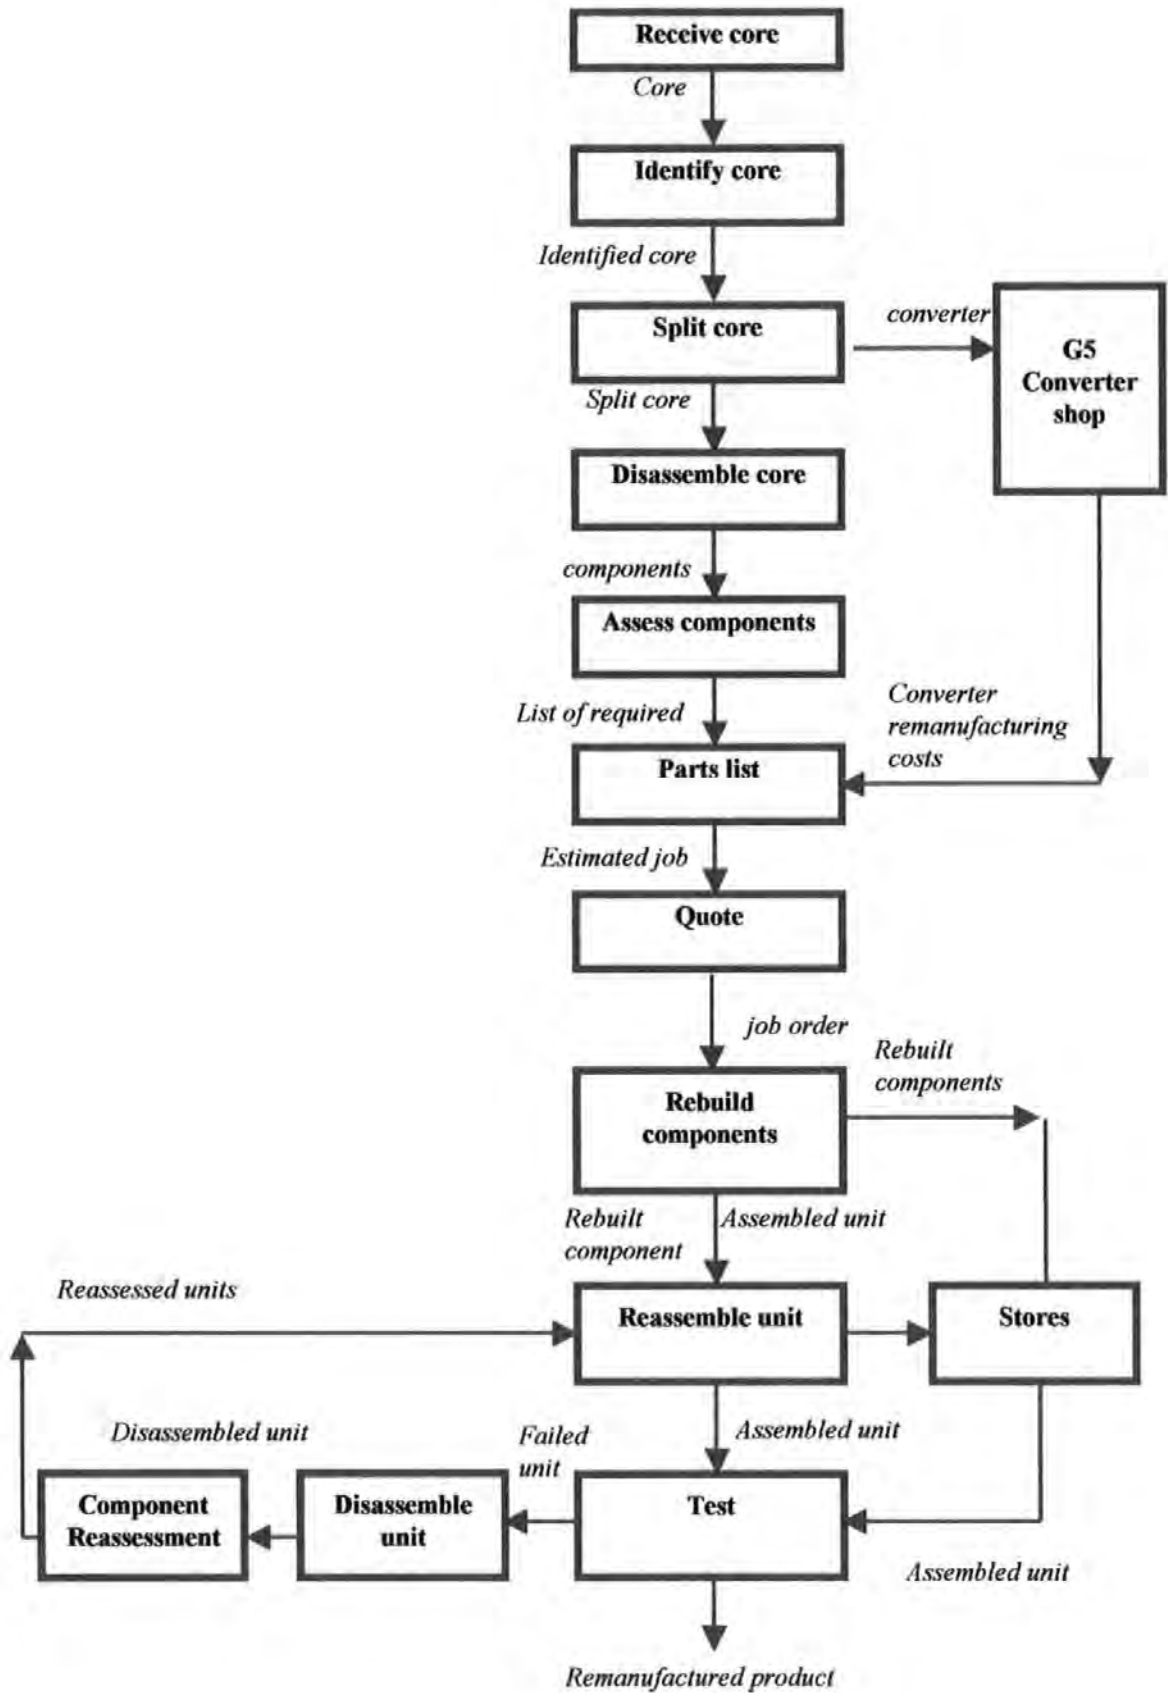 Receive core
Core
Identify core
Identified core
Split core
converter
G5
Converter
shop
Split core
Disassemble core
components
Assess components
List of required
Converter
remanufacturing
costs
Parts list
Estimated job
Quote
job order
Rebuilt
components
Rebuild
components
Rebuilt
component
Assembled unit
Reassessed units
Reassemble unit
Stores
Disassembled unit
Failed
unit
Assembled unit
Component
Reassessment
Disassemble
unit
Test
Assembled unit
Remanufactured product